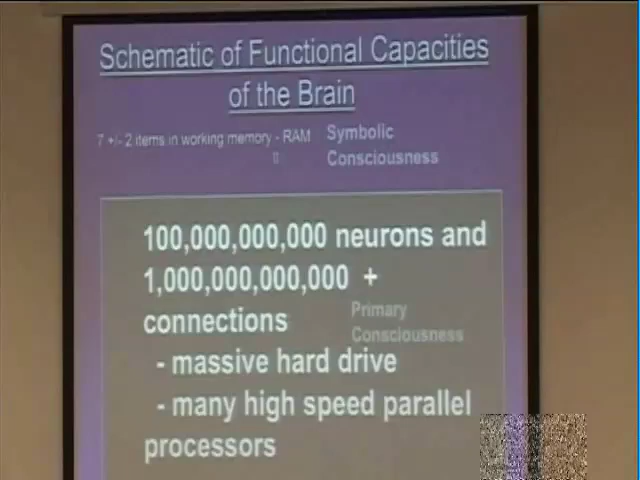 Schematic of Functional Capacities
of the Brain
7 +/- 2 items in working memory - RAM
Symbolic
Consciousness
100,000,000,000 neurons and
1,000,000,000,000 +
connections
Primary
Consciousness
- massive hard drive
- many high speed parallel
processors